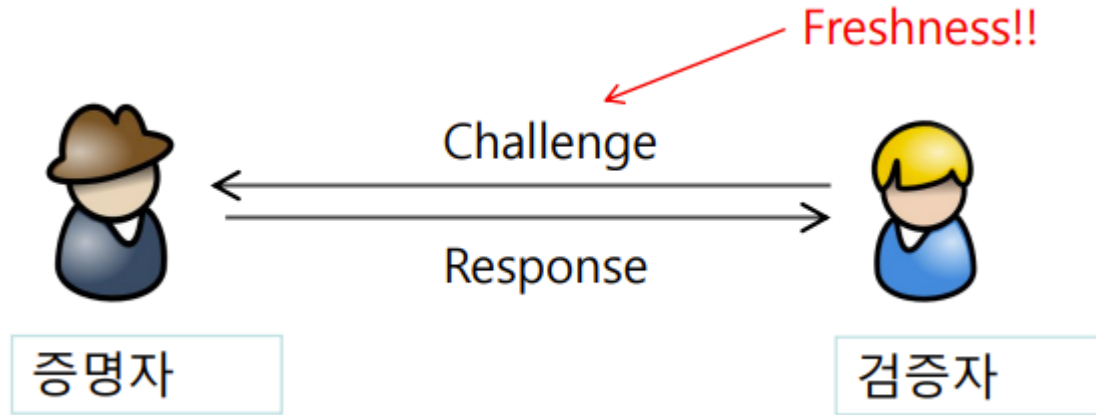 Freshness!!
Challenge
Response
증명자
검증자